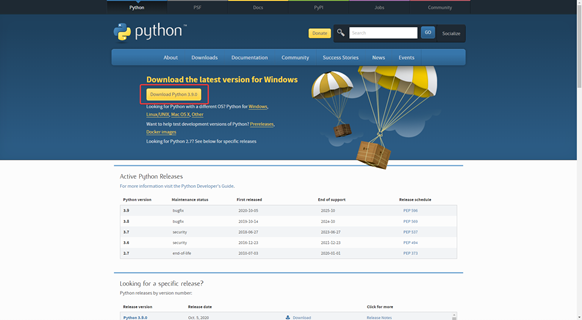 Python
PSF
Docs
PyPI
Jobs
Community
python™
Donate
Search
GO
Socialize
About
Downloads
Documentation
Community
Success Stories
News
Events
Download the latest version for Windows
Download Python 3.9.0
Looking for Python with a different OS? Python for Windows,
Linux/UNIX, Mac OS X, Other
Want to help test development versions of Python? Prereleases,
Docker images
Looking for Python 2.7? See below for specific releases
Active Python Releases
For more information visit the Python Developer's Guide.
Python version Maintenance status First released End of support Release schedule
3.9 bugfix 2020-10-05 2025-10 PEP 596
3.8 bugfix 2019-10-14 2024-10 PEP 569
3.7 security 2018-06-27 2023-06-27 PEP 537
3.6 security 2016-12-23 2021-12-23 PEP 494
2.7 end-of-life 2010-07-03 2020-01-01 PEP 373
Looking for a specific release?
Python releases by version number:
Release version Release date Click for more
Python 3.9.0 Oct. 5, 2020 Download Release Notes